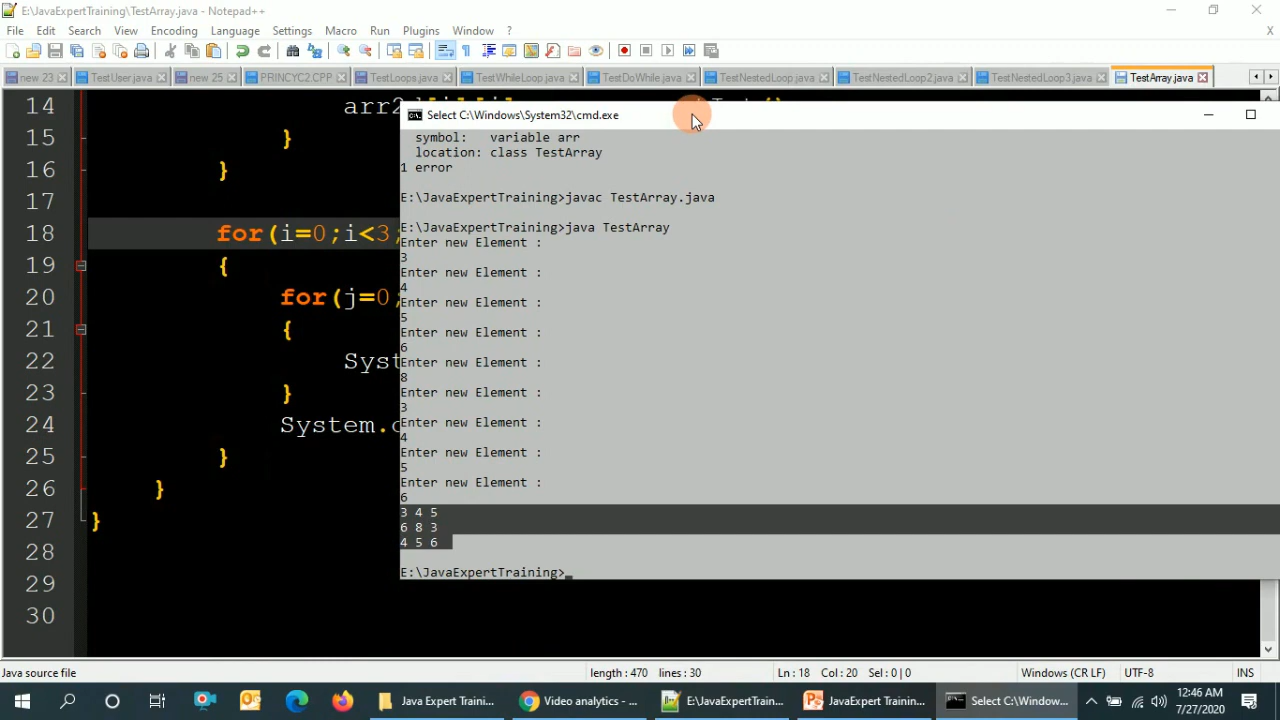 E:\JavaExpertTraining\TestArray.java - Notepad++
File Edit Search View Encoding Language Settings Macro Run Plugins Window ?
X
new 23 TestUser.java new 25 PRINCYC2.CPP TestLoops.java TestWhileLoop.java TestDoWhile.java TestNestedLoop.java TestNestedLoop2.java TestNestedLoop3.java TestArray.java
14 arr2
15 }
16 }
17
18 for(i=0;i<3;
19 {
20 for(j=0;
21 {
22 Syst
23 }
24 System.
25 }
26 }
27 }
28
29
30
Select C:\Windows\System32\cmd.exe
symbol: variable arr
location: class TestArray
1 error
E:\JavaExpertTraining>javac TestArray.java
E:\JavaExpertTraining>java TestArray
Enter new Element :
3
Enter new Element :
4
Enter new Element :
5
Enter new Element :
6
Enter new Element :
8
Enter new Element :
3
Enter new Element :
4
Enter new Element :
5
Enter new Element :
6
3 4 5
6 8 3
4 5 6
E:\JavaExpertTraining>_
Java source file length : 470 lines : 30 Ln : 18 Col : 20 Sel : 0 | 0 Windows (CR LF) UTF-8 INS
Java Expert Traini... Video analytics - ... E:\JavaExpertTrain... JavaExpert Trainin... Select C:\Window...
12:46 AM
7/27/2020